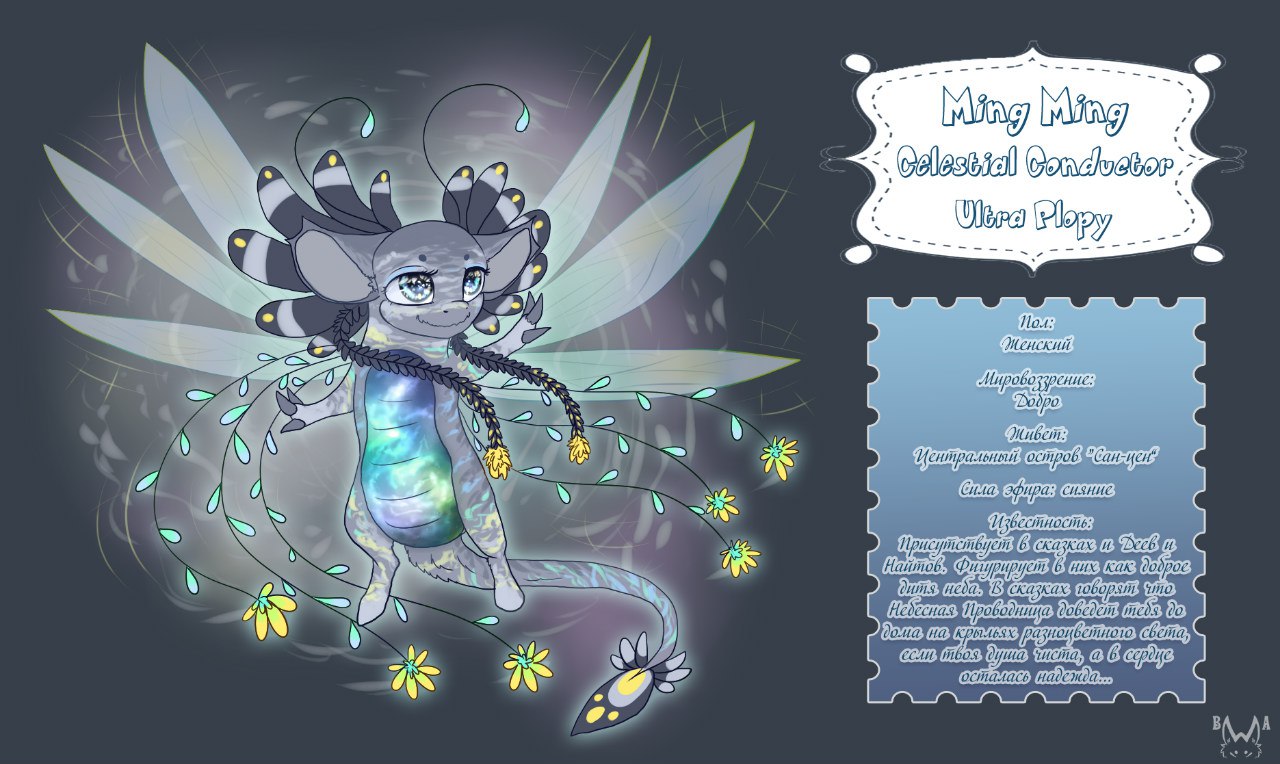 Ming Ming
Celestial Conductor
Ultra Plopy
Пол:
Женский
Мировоззрение:
Добро
Живет:
Центральный остров "Сан-цен"
Сила эфира: сияние
Известность:
Присутствует в сказках и Деев и
Найтов. Фигурирует в них как доброе
дитя неба. В сказках говорят что
Небесная Проводница доведет тебя до
дома на крыльях разноцветного света,
если твоя душа чиста, а в сердце
осталась надежда...
B A